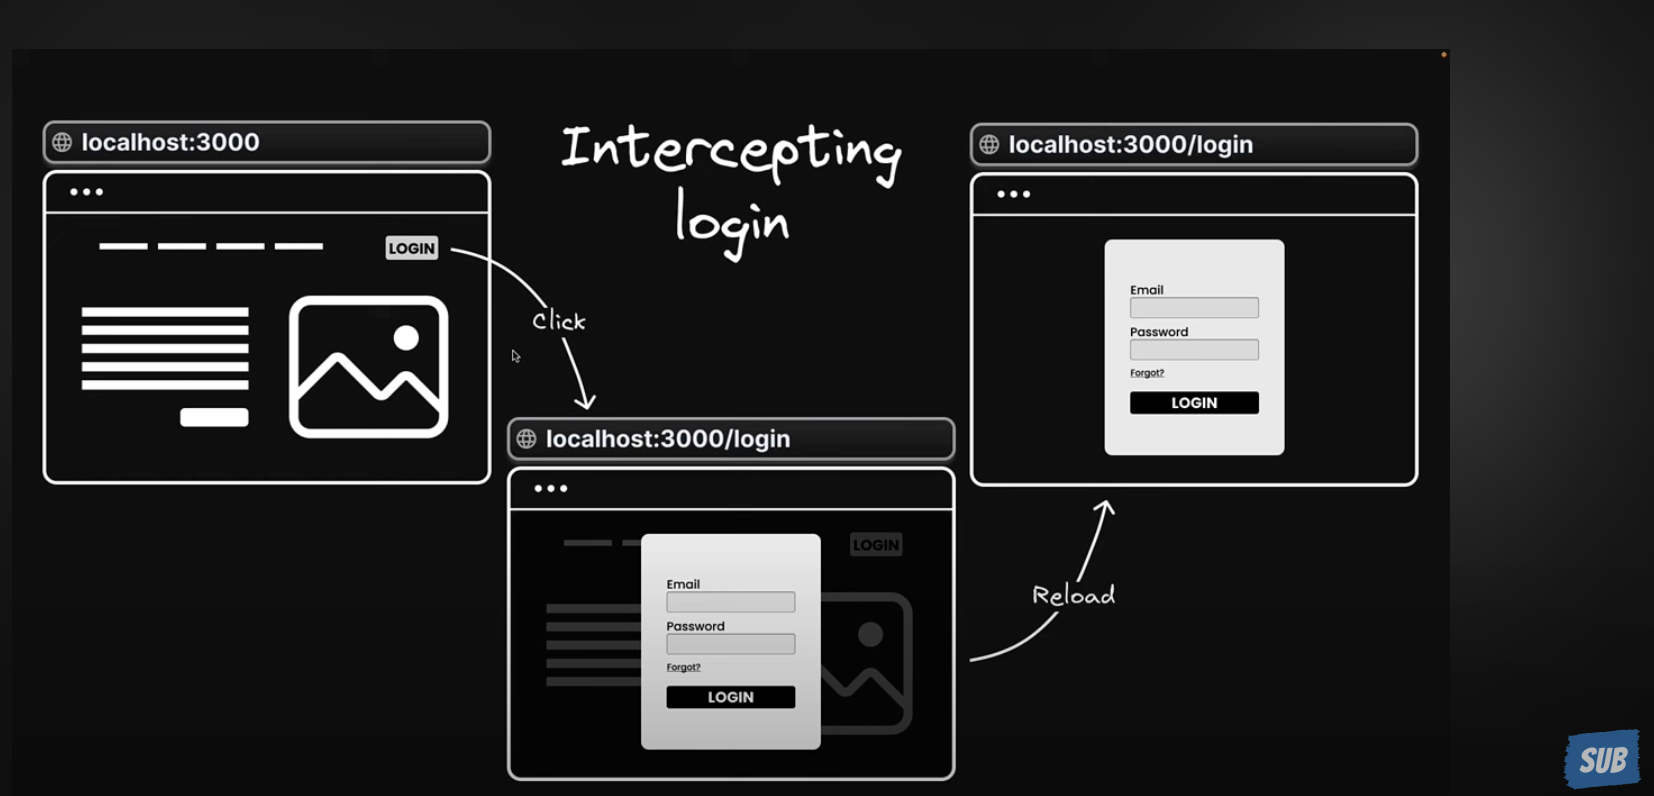 localhost:3000
LOGIN
Intercepting
login
Click
localhost:3000/login
LOGIN
Email
Password
Forgot?
LOGIN
Reload
localhost:3000/login
Email
Password
Forgot?
LOGIN
SUB